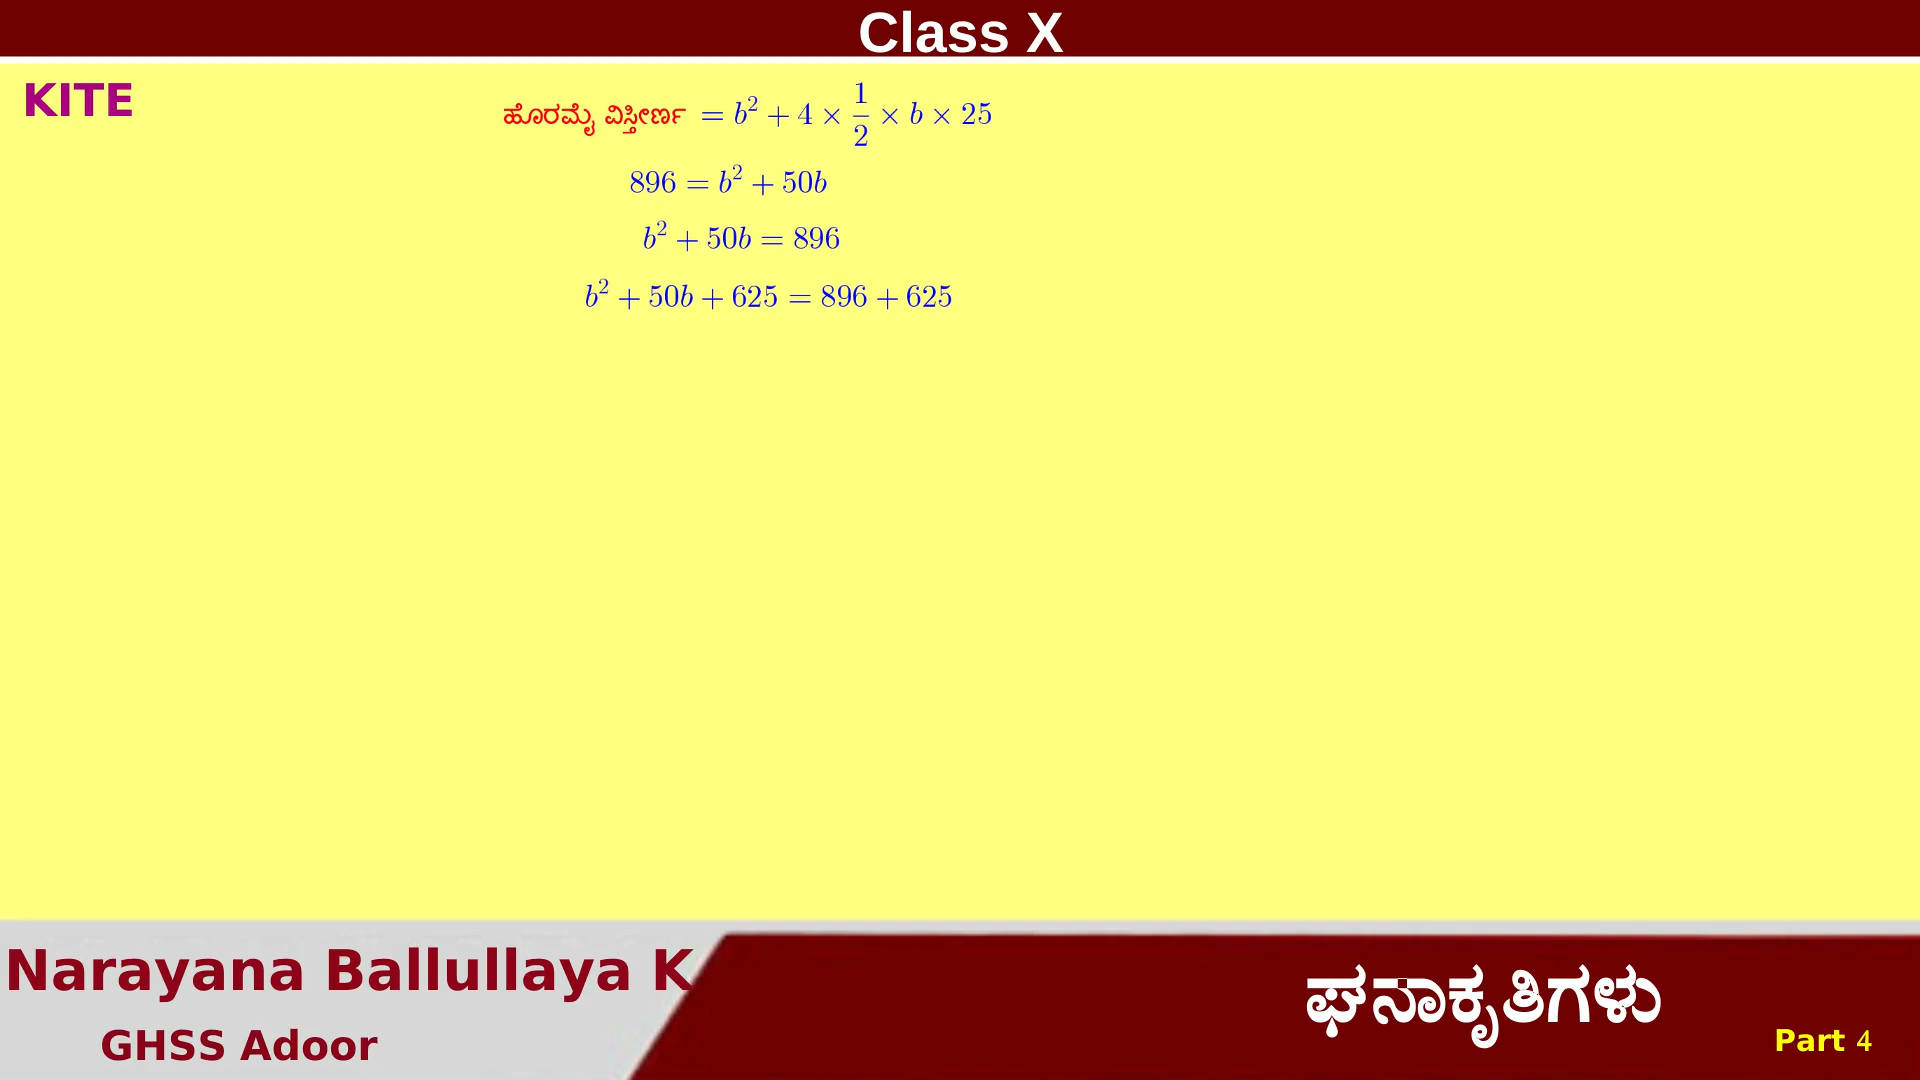 Class X
KITE
ಹೊರಮೈ ವಿಸ್ತೀರ್ಣ = b² + 4 × 1/2 × b × 25
896 = b² + 50b
b² + 50b = 896
b² + 50b + 625 = 896 + 625
Narayana Ballullaya K
GHSS Adoor
ಘನಾಕೃತಿಗಳು
Part 4